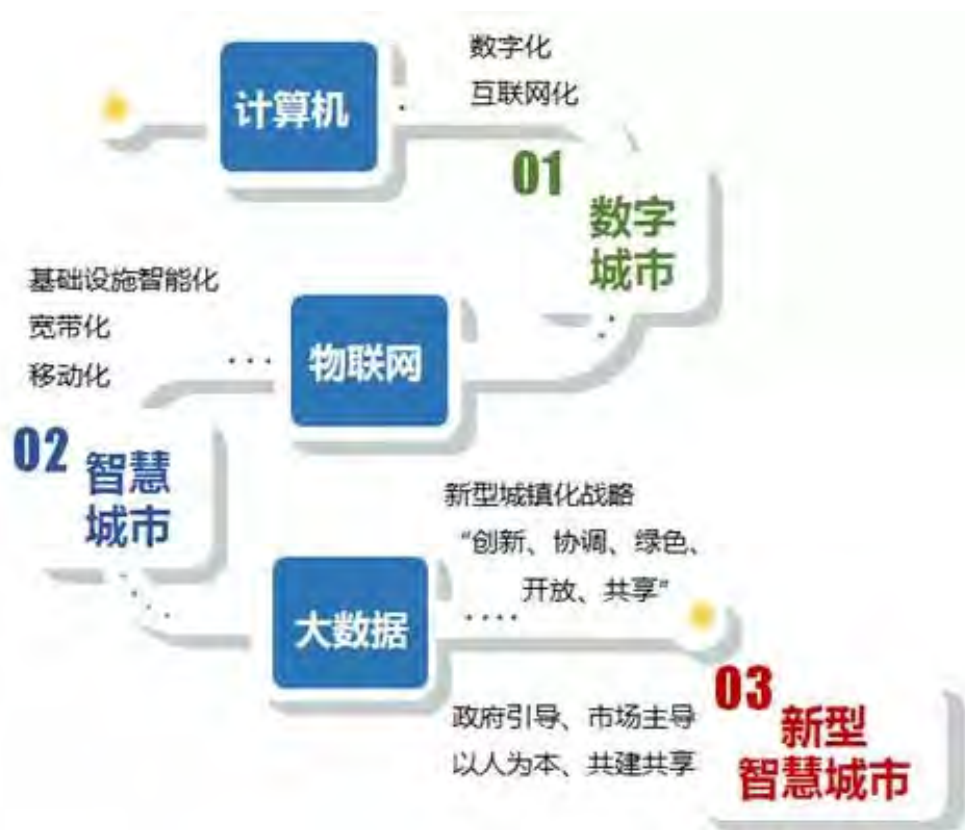 数字化
互联网化
计算机
01
数字
城市
基础设施智能化
宽带化
移动化
物联网
02
智慧
城市
新型城镇化战略
“创新、协调、绿色、
开放、共享”
大数据
政府引导、市场主导
以人为本、共建共享
03
新型
智慧城市